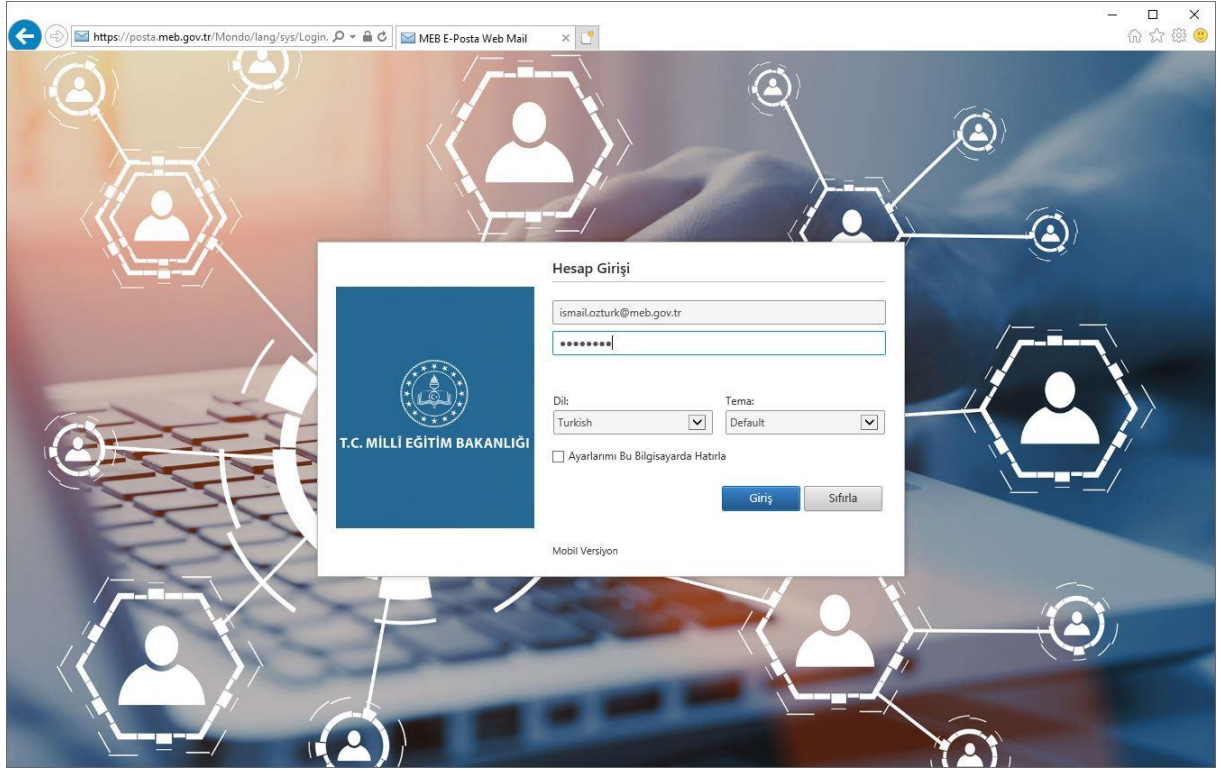 https://posta.meb.gov.tr/Mondo/lang/sys/Login.
MEB E-Posta Web Mail
Hesap Girişi
ismail.ozturk@meb.gov.tr
••••••••
Dil:
Tema:
Turkish
Default
T.C. MİLLÎ EĞİTİM BAKANLIĞI
Ayarlarımı Bu Bilgisayarda Hatırla
Giriş
Sıfırla
Mobil Versiyon